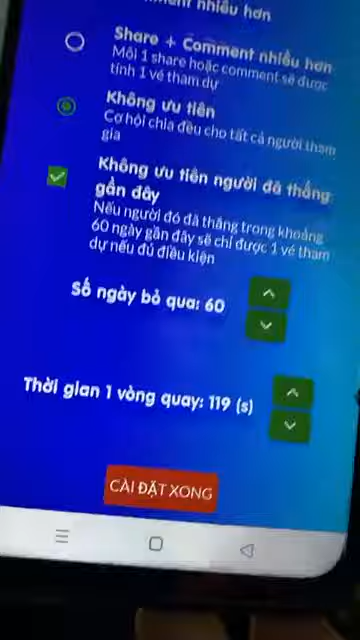 nhiều hơn
Share + Comment nhiều hơn
Mỗi 1 share hoặc comment sẽ được
tính 1 vé tham dự
Không ưu tiên
Cơ hội chia đều cho tất cả người tham
gia
Không ưu tiên người đã thắng
gần đây
Nếu người đó đã thắng trong khoảng
60 ngày gần đây sẽ chỉ được 1 vé tham
dự nếu đủ điều kiện
Số ngày bỏ qua: 60
Thời gian 1 vòng quay: 119 (s)
CÀI ĐẶT XONG